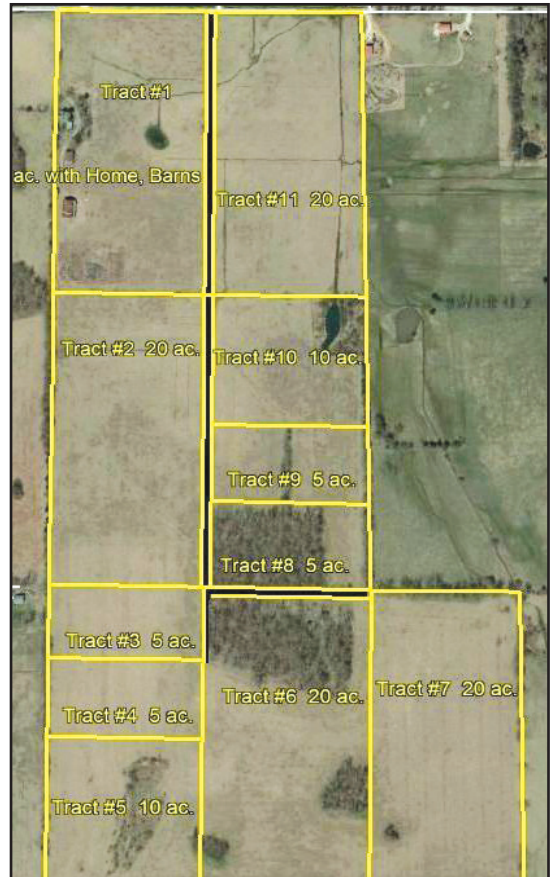 Tract #1
ac. with Home, Barns
Tract #11 20 ac.
Tract #2 20 ac.
Tract #10 10 ac.
Tract #9 5 ac.
Tract #8 5 ac.
Tract #3 5 ac.
Tract #6 20 ac.
Tract #7 20 ac.
Tract #4 5 ac.
Tract #5 10 ac.